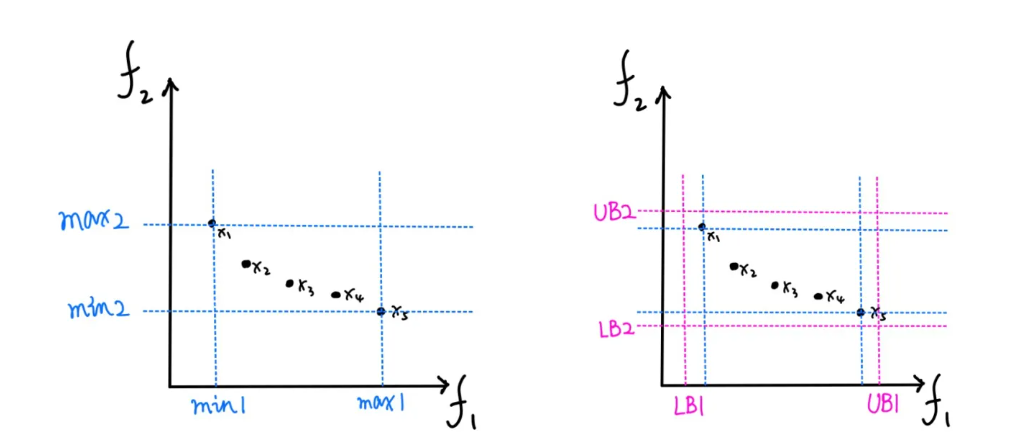 f₂
max2
x₁
x₂
x₃
x₄
min2
x₅
min1
max1
f₁
f₂
UB2
x₁
x₂
x₃
x₄
x₅
LB2
LB1
UB1
f₁